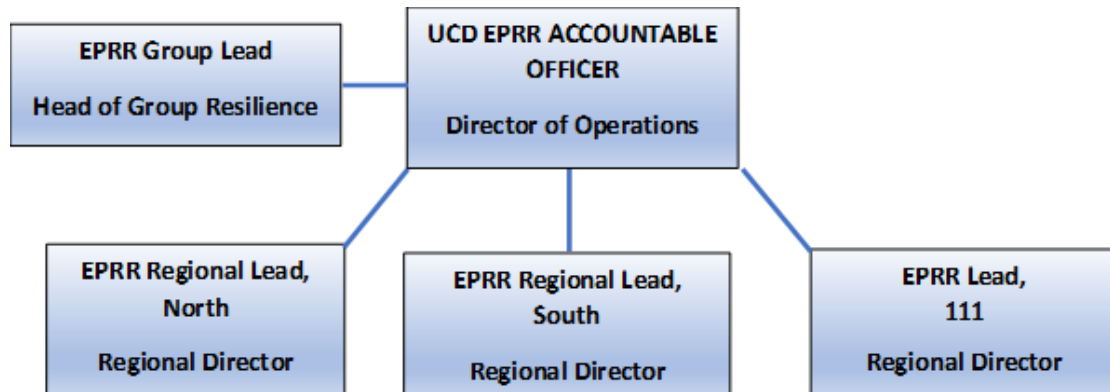 EPRR Group Lead
Head of Group Resilience
UCD EPRR ACCOUNTABLE
OFFICER
Director of Operations
EPRR Regional Lead,
North
Regional Director
EPRR Regional Lead,
South
Regional Director
EPRR Lead,
111
Regional Director